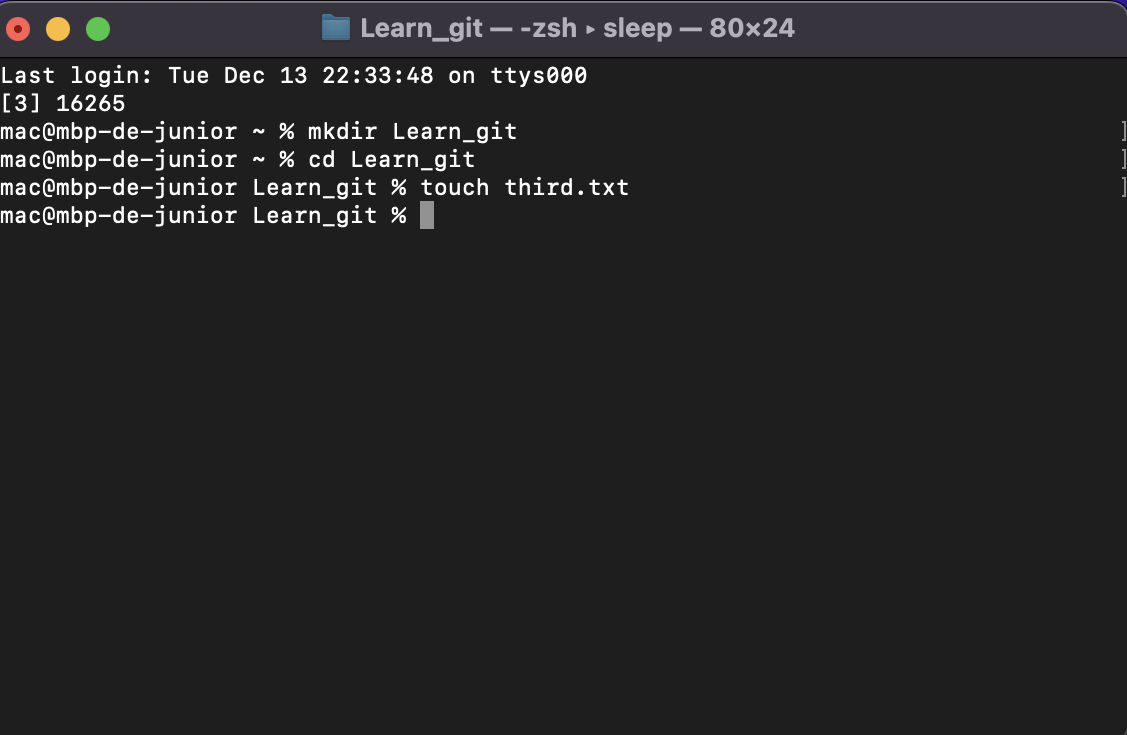 Learn_git — -zsh ▸ sleep — 80×24
Last login: Tue Dec 13 22:33:48 on ttys000
[3] 16265
mac@mbp-de-junior ~ % mkdir Learn_git ]
mac@mbp-de-junior ~ % cd Learn_git ]
mac@mbp-de-junior Learn_git % touch third.txt ]
mac@mbp-de-junior Learn_git %